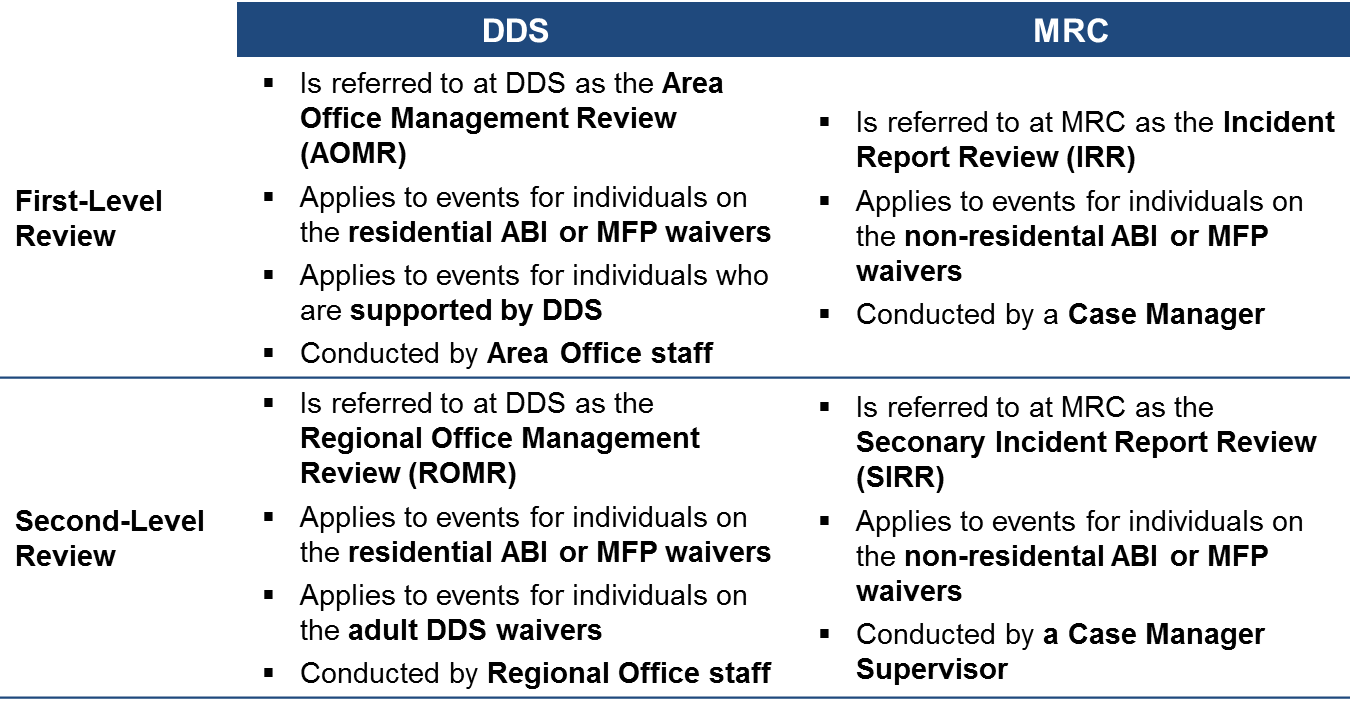 DDS
MRC
First-Level
Review
▪ Is referred to at DDS as the Area
Office Management Review
(AOMR)
▪ Applies to events for individuals on
the residential ABI or MFP waivers
▪ Applies to events for individuals who
are supported by DDS
▪ Conducted by Area Office staff
▪ Is referred to at MRC as the Incident
Report Review (IRR)
▪ Applies to events for individuals on
the non-residental ABI or MFP
waivers
▪ Conducted by a Case Manager
Second-Level
Review
▪ Is referred to at DDS as the
Regional Office Management
Review (ROMR)
▪ Applies to events for individuals on
the residential ABI or MFP waivers
▪ Applies to events for individuals on
the adult DDS waivers
▪ Conducted by Regional Office staff
▪ Is referred to at MRC as the
Seconary Incident Report Review
(SIRR)
▪ Applies to events for individuals on
the non-residental ABI or MFP
waivers
▪ Conducted by a Case Manager
Supervisor